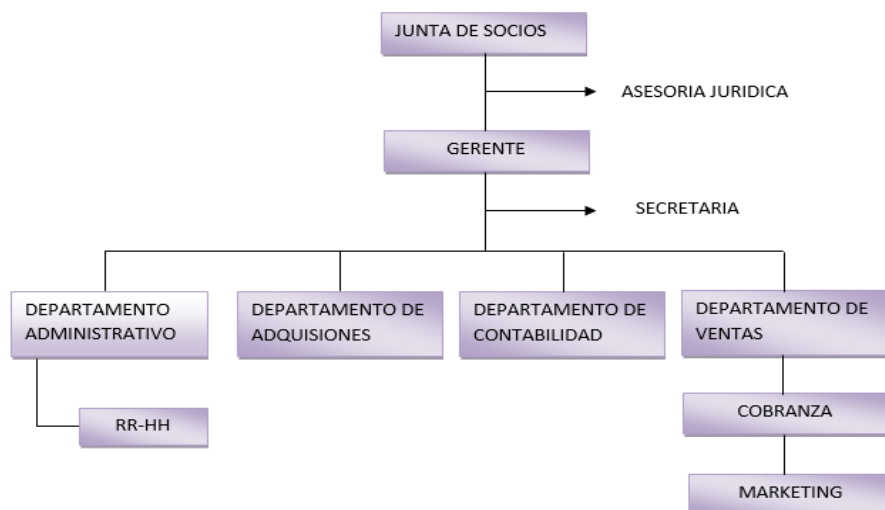 JUNTA DE SOCIOS
ASESORIA JURIDICA
GERENTE
SECRETARIA
DEPARTAMENTO
ADMINISTRATIVO
DEPARTAMENTO DE
ADQUISIONES
DEPARTAMENTO DE
CONTABILIDAD
DEPARTAMENTO DE
VENTAS
RR-HH
COBRANZA
MARKETING